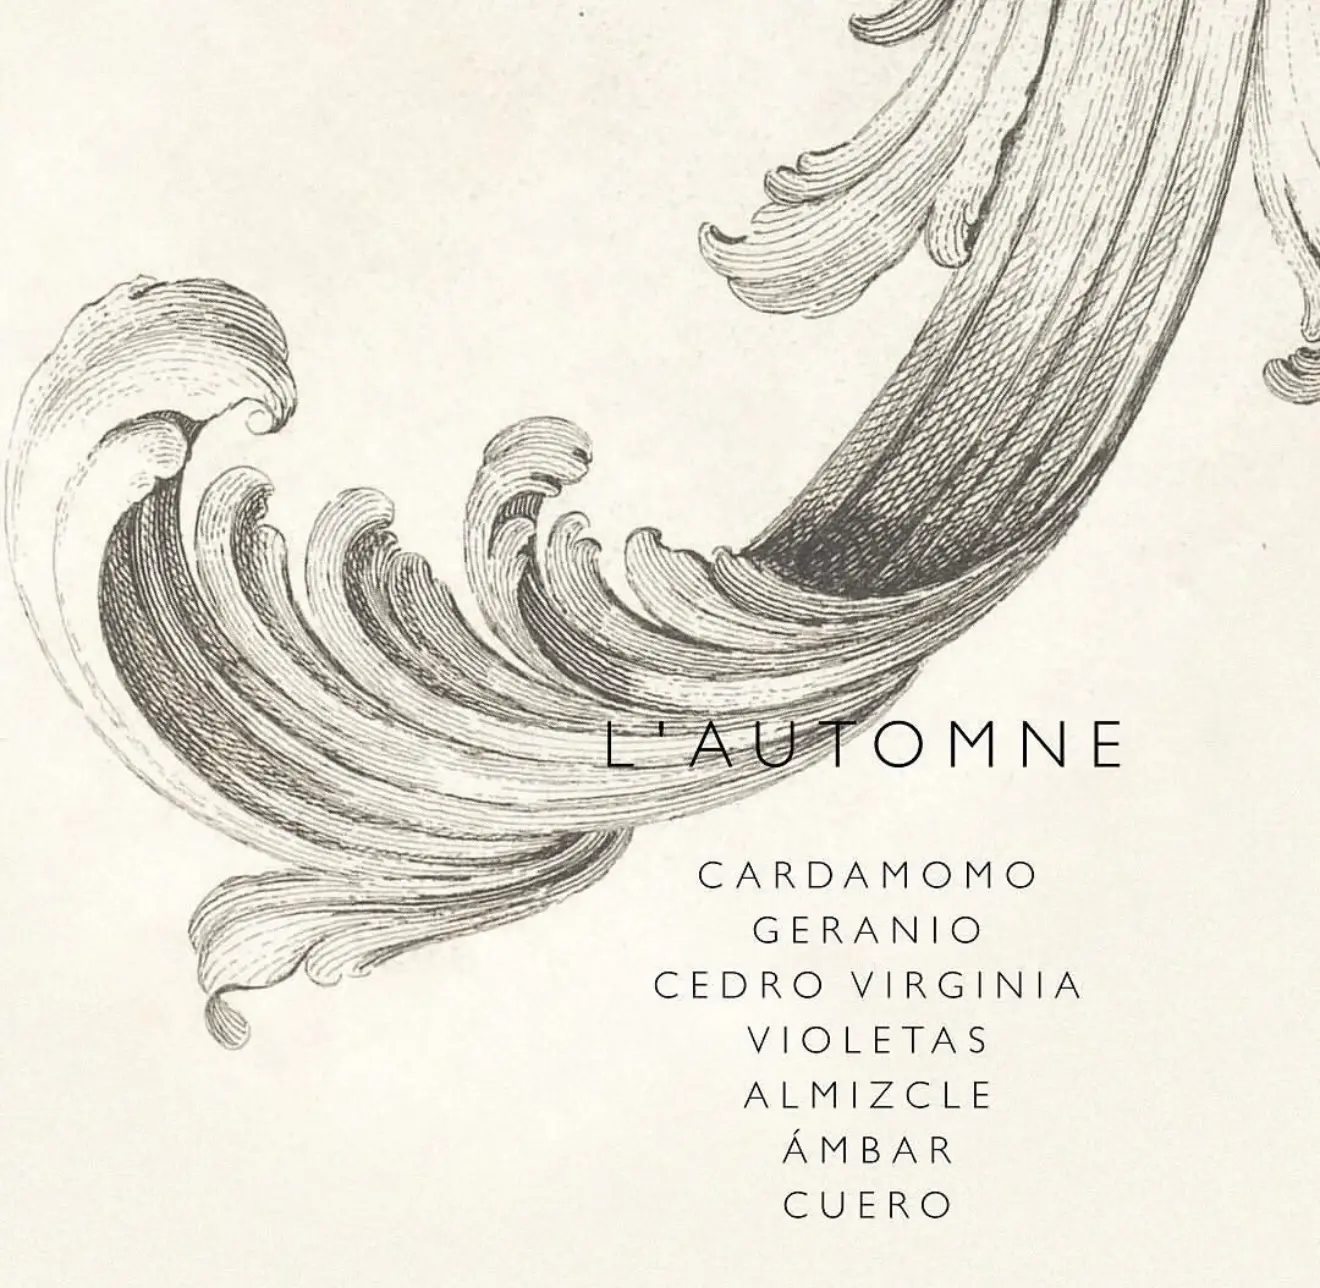 L'AUTOMNE
CARDAMOMO
GERANIO
CEDRO VIRGINIA
VIOLETAS
ALMIZCLE
ÁMBAR
CUERO